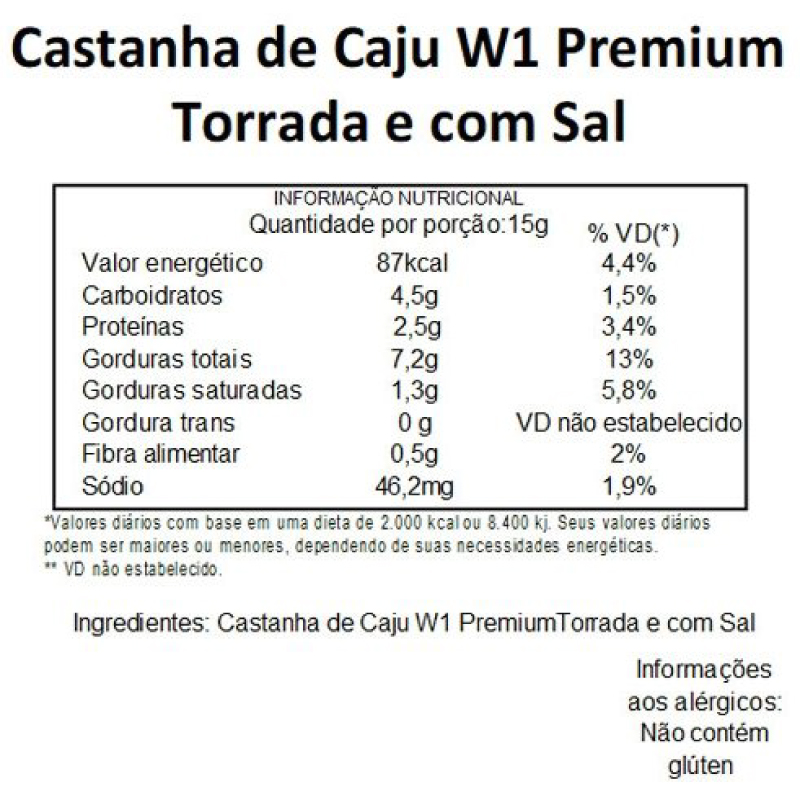 Castanha de Caju W1 Premium
Torrada e com Sal
INFORMAÇÃO NUTRICIONAL
Quantidade por porção:15g % VD(*)
Valor energético 87kcal 4,4%
Carboidratos 4,5g 1,5%
Proteínas 2,5g 3,4%
Gorduras totais 7,2g 13%
Gorduras saturadas 1,3g 5,8%
Gordura trans 0 g VD não estabelecido
Fibra alimentar 0,5g 2%
Sódio 46,2mg 1,9%
*Valores diários com base em uma dieta de 2.000 kcal ou 8.400 kj. Seus valores diários
podem ser maiores ou menores, dependendo de suas necessidades energéticas.
** VD não estabelecido.
Ingredientes: Castanha de Caju W1 PremiumTorrada e com Sal
Informações
aos alérgicos:
Não contém
glúten